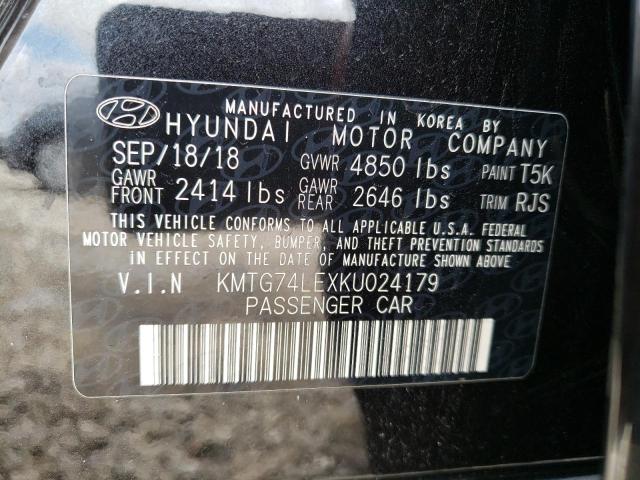 MANUFACTURED IN KOREA BY
HYUNDAI MOTOR COMPANY
SEP/18/18 GVWR 4850 lbs PAINT T5K
GAWR FRONT 2414 lbs GAWR REAR 2646 lbs TRIM RJS
THIS VEHICLE CONFORMS TO ALL APPLICABLE U.S.A. FEDERAL
MOTOR VEHICLE SAFETY, BUMPER, AND THEFT PREVENTION STANDARDS
IN EFFECT ON THE DATE OF MANUFACTURE SHOWN ABOVE.
V.I.N KMTG74LEXKU024179
PASSENGER CAR